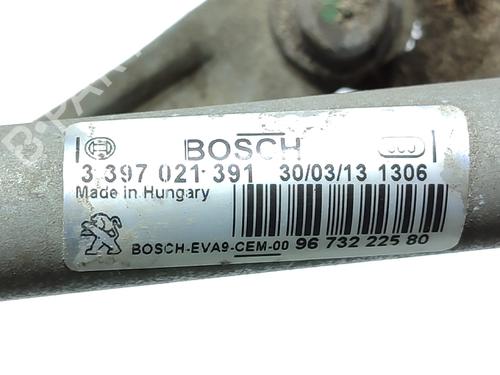 BOSCH
3 397 021 391 30/03/13 1306
Made in Hungary
BOSCH-EVA9-CEM-00 96 732 225 80